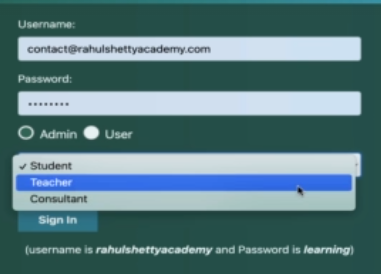 Username:
contact@rahulshettyacademy.com
Password:
••••••••
Admin User
✓ Student
Teacher
Consultant
Sign In
(username is rahulshettyacademy and Password is learning)